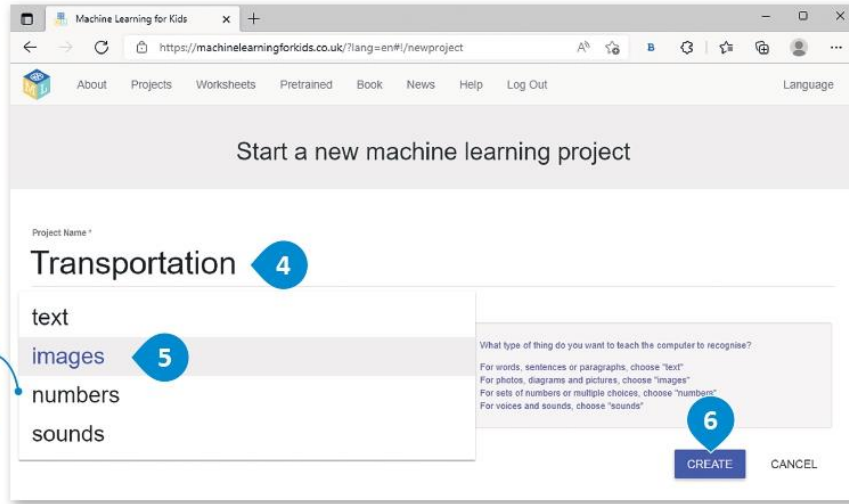 Machine Learning for Kids
https://machinelearningforkids.co.uk/?lang=en#!/newproject
About Projects Worksheets Pretrained Book News Help Log Out Language
Start a new machine learning project
Project Name *
Transportation 4
text
images 5
numbers
sounds
What type of thing do you want to teach the computer to recognise?
For words, sentences or paragraphs, choose "text"
For photos, diagrams and pictures, choose "images"
For sets of numbers or multiple choices, choose "numbers"
For voices and sounds, choose "sounds"
6
CREATE CANCEL